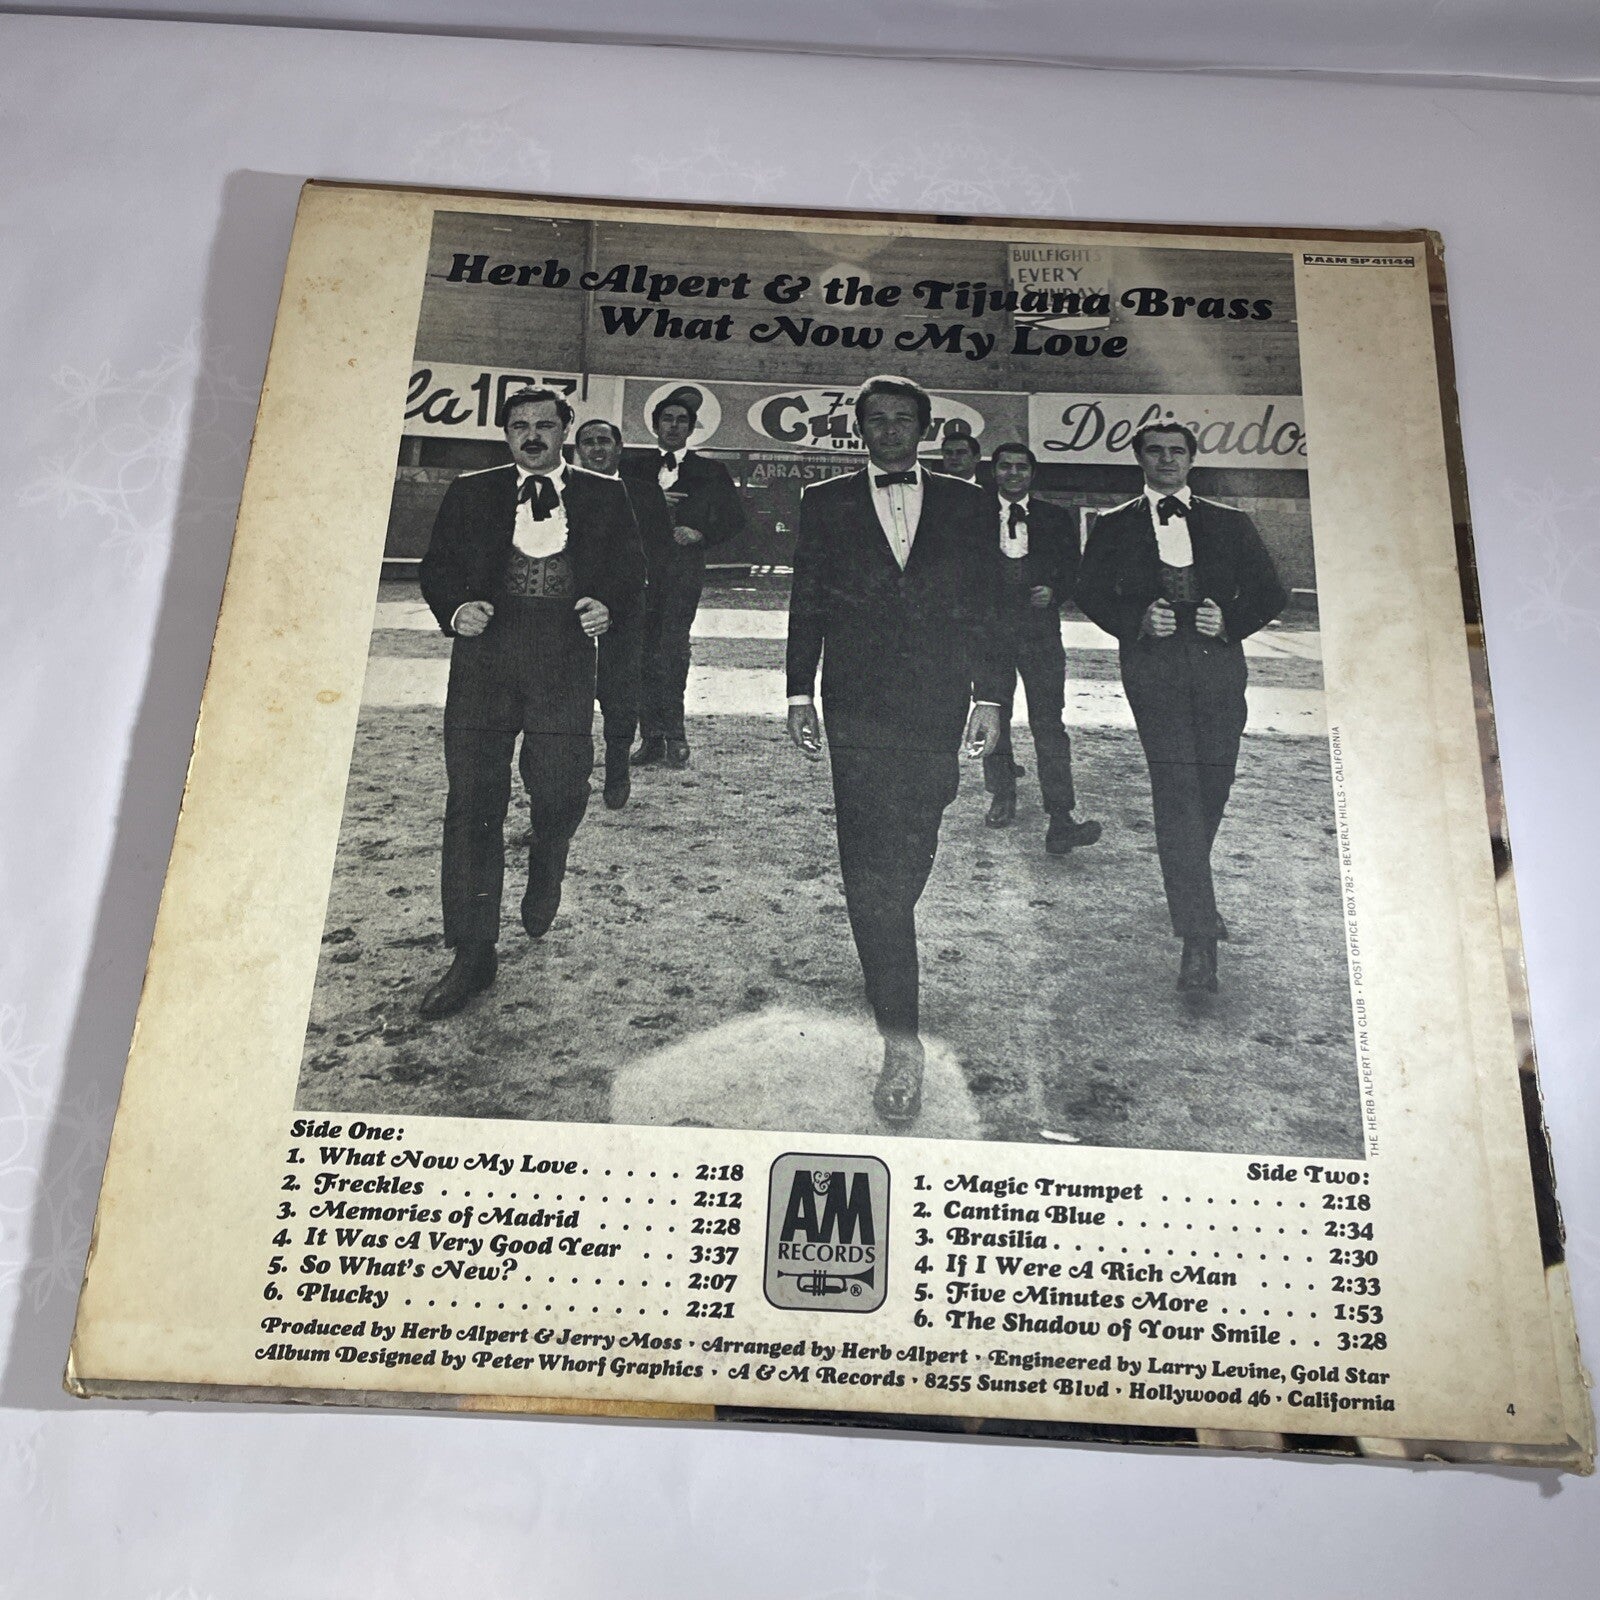 Herb Alpert & the Tijuana Brass
What Now My Love
A&M SP 4114
BULLFIGHTS
EVERY
SUNDAY
la 107
Delicados
ARRASTRE
THE HERB ALPERT FAN CLUB • POST OFFICE BOX 782 • BEVERLY HILLS • CALIFORNIA
Side One:
1. What Now My Love . . . . . 2:18
2. Freckles . . . . . . . . . . . 2:12
3. Memories of Madrid . . . . 2:28
4. It Was A Very Good Year . . 3:37
5. So What's New? . . . . . . . 2:07
6. Plucky . . . . . . . . . . . . 2:21
A&M
RECORDS
®
Side Two:
1. Magic Trumpet . . . . . . . 2:18
2. Cantina Blue . . . . . . . . . 2:34
3. Brasilia . . . . . . . . . . . . 2:30
4. If I Were A Rich Man . . . 2:33
5. Five Minutes More . . . . . 1:53
6. The Shadow of Your Smile . . 3:28
Produced by Herb Alpert & Jerry Moss • Arranged by Herb Alpert • Engineered by Larry Levine, Gold Star
Album Designed by Peter Whorf Graphics • A & M Records • 8255 Sunset Blvd • Hollywood 46 • California
4